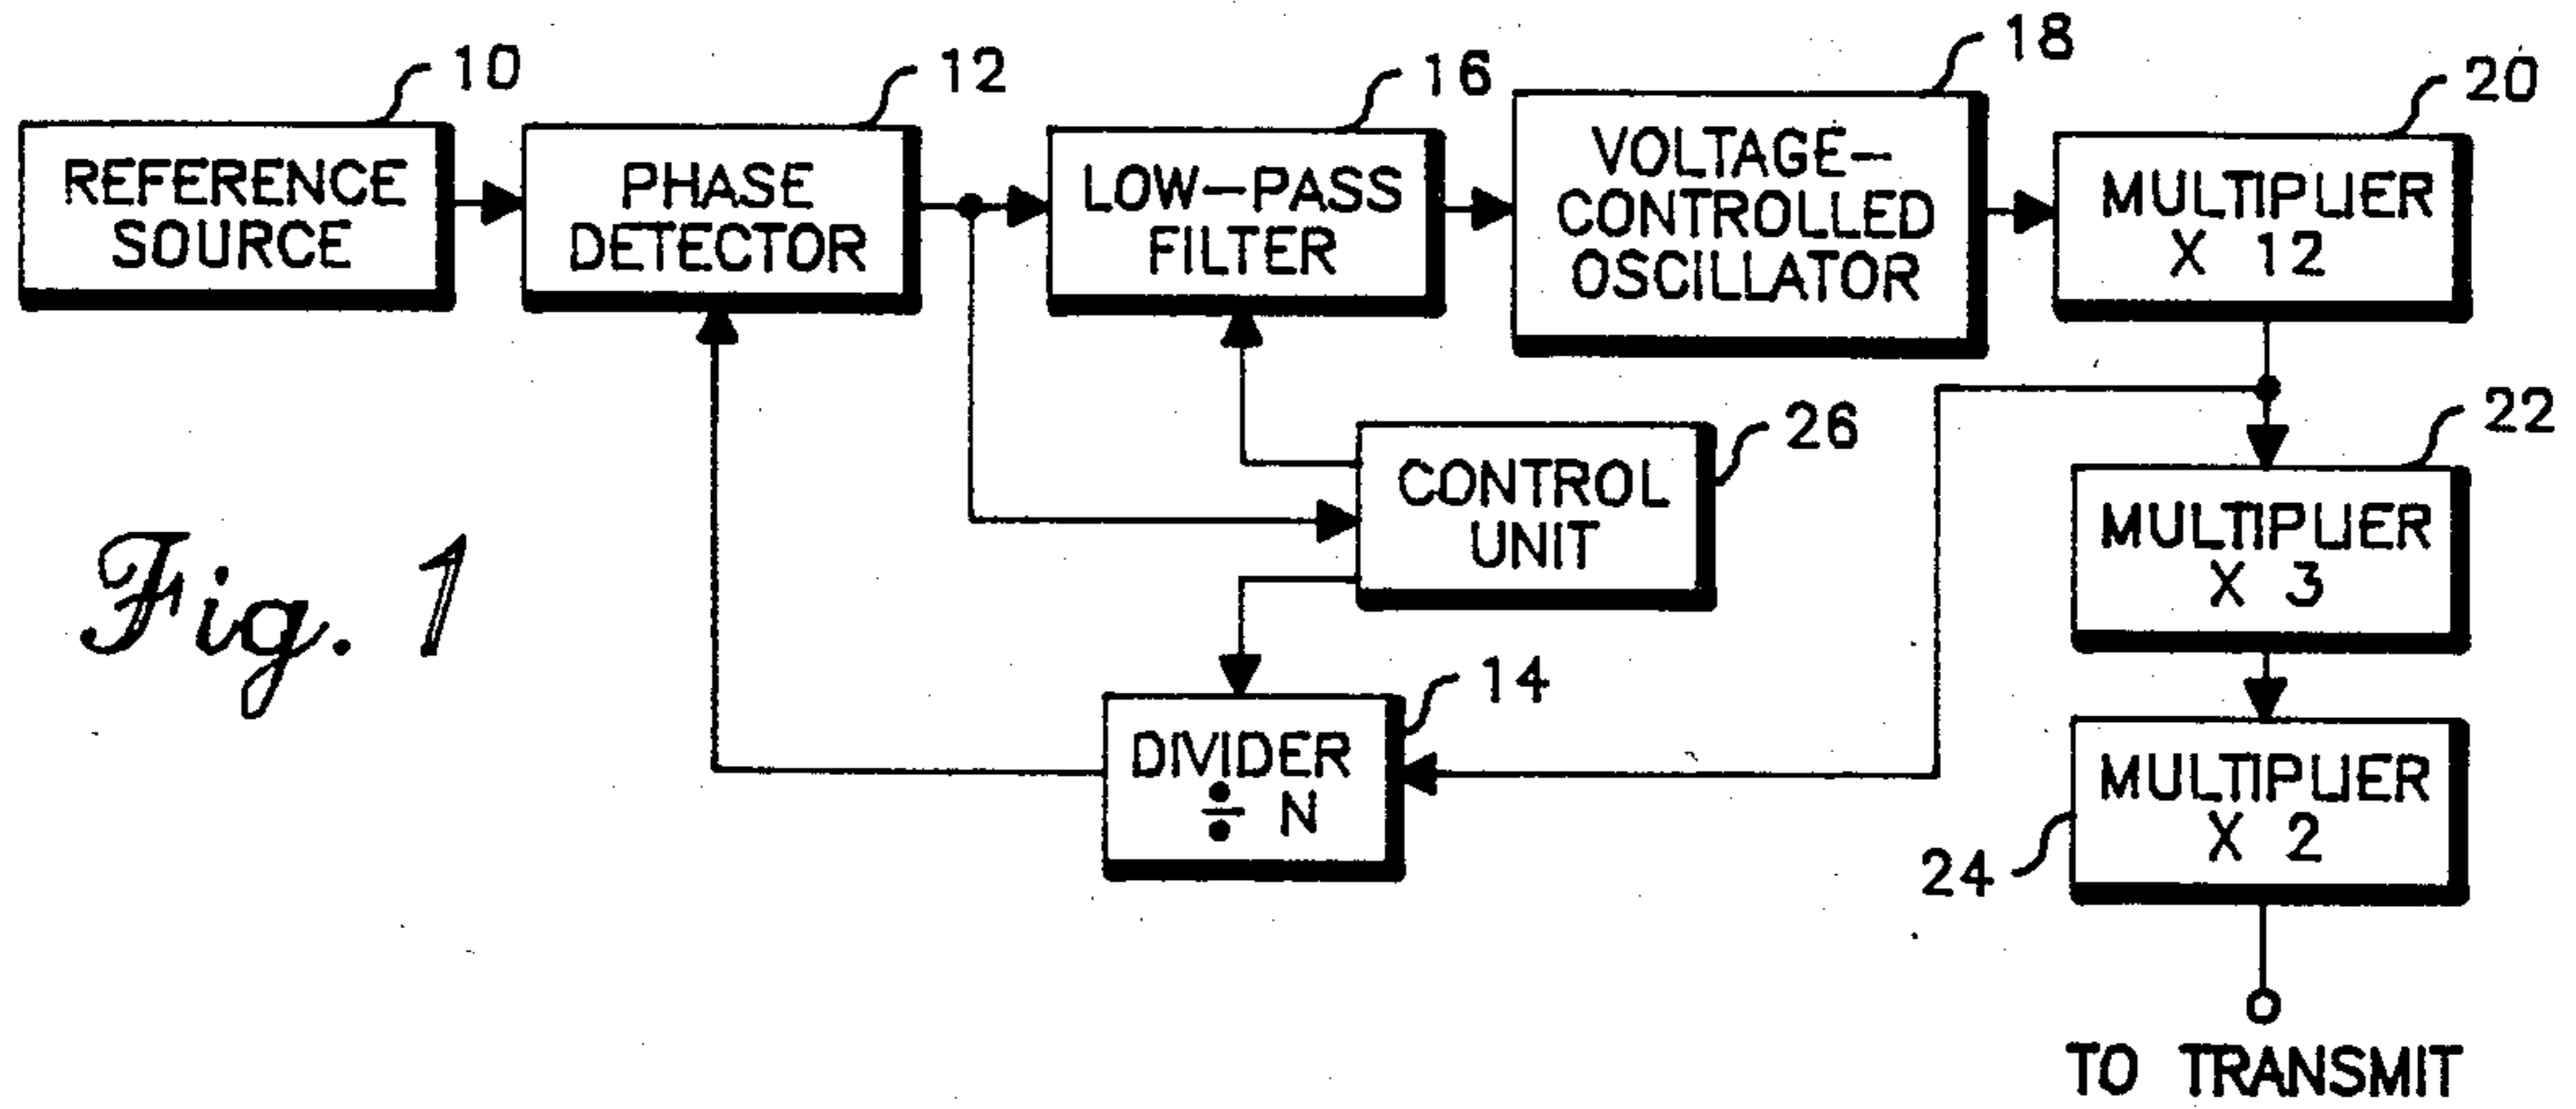 10
12
16
18
20
REFERENCE
SOURCE
PHASE
DETECTOR
LOW-PASS
FILTER
VOLTAGE-
CONTROLLED
OSCILLATOR
MULTIPLIER
X 12
26
22
CONTROL
UNIT
MULTIPLIER
X 3
Fig. 1
14
DIVIDER
÷ N
MULTIPLIER
X 2
24
TO TRANSMIT